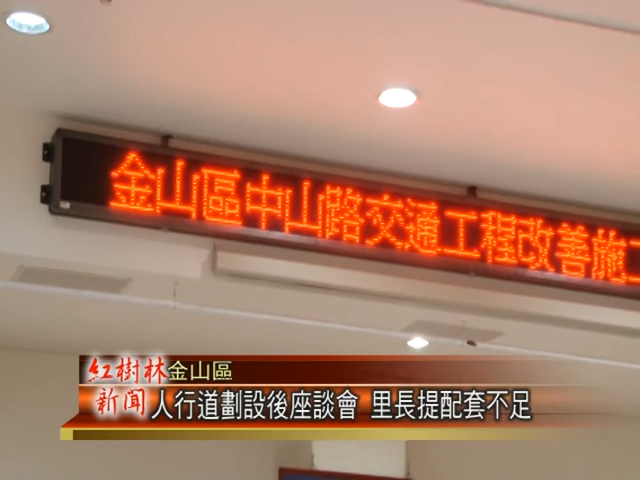 金山區中山路交通工程改善施工
紅樹林 金山區
新聞 人行道劃設後座談會 里長提配套不足